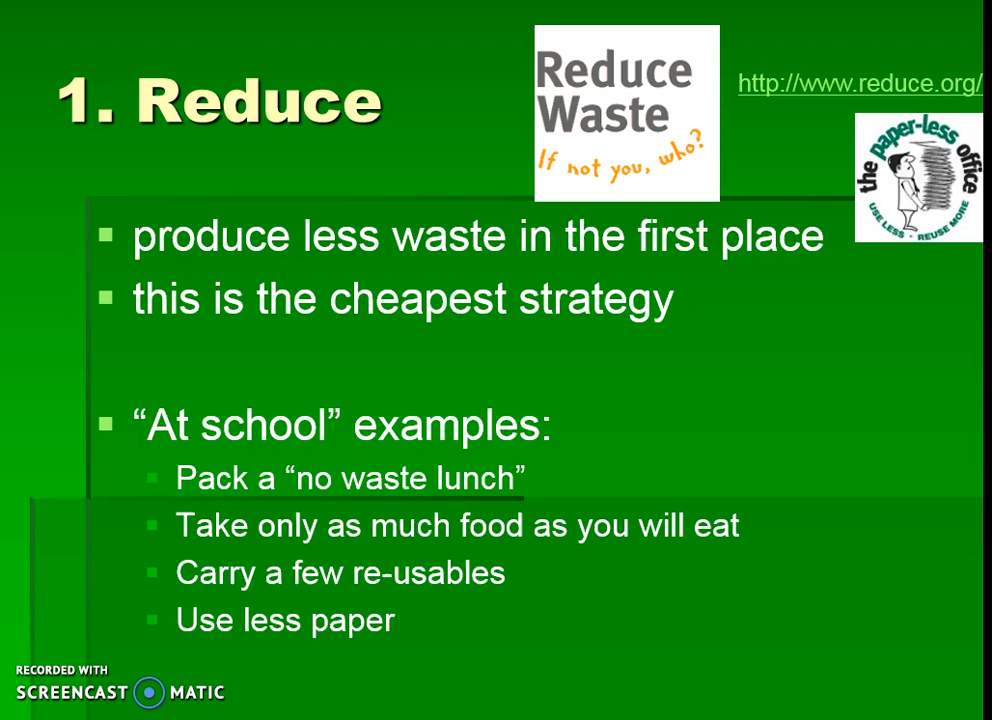 1. Reduce
Reduce
Waste
If not you, who?
http://www.reduce.org/
the paper-less office
USE LESS - REUSE MORE
produce less waste in the first place
this is the cheapest strategy
“At school” examples:
Pack a “no waste lunch”
Take only as much food as you will eat
Carry a few re-usables
Use less paper
RECORDED WITH
SCREENCAST MATIC